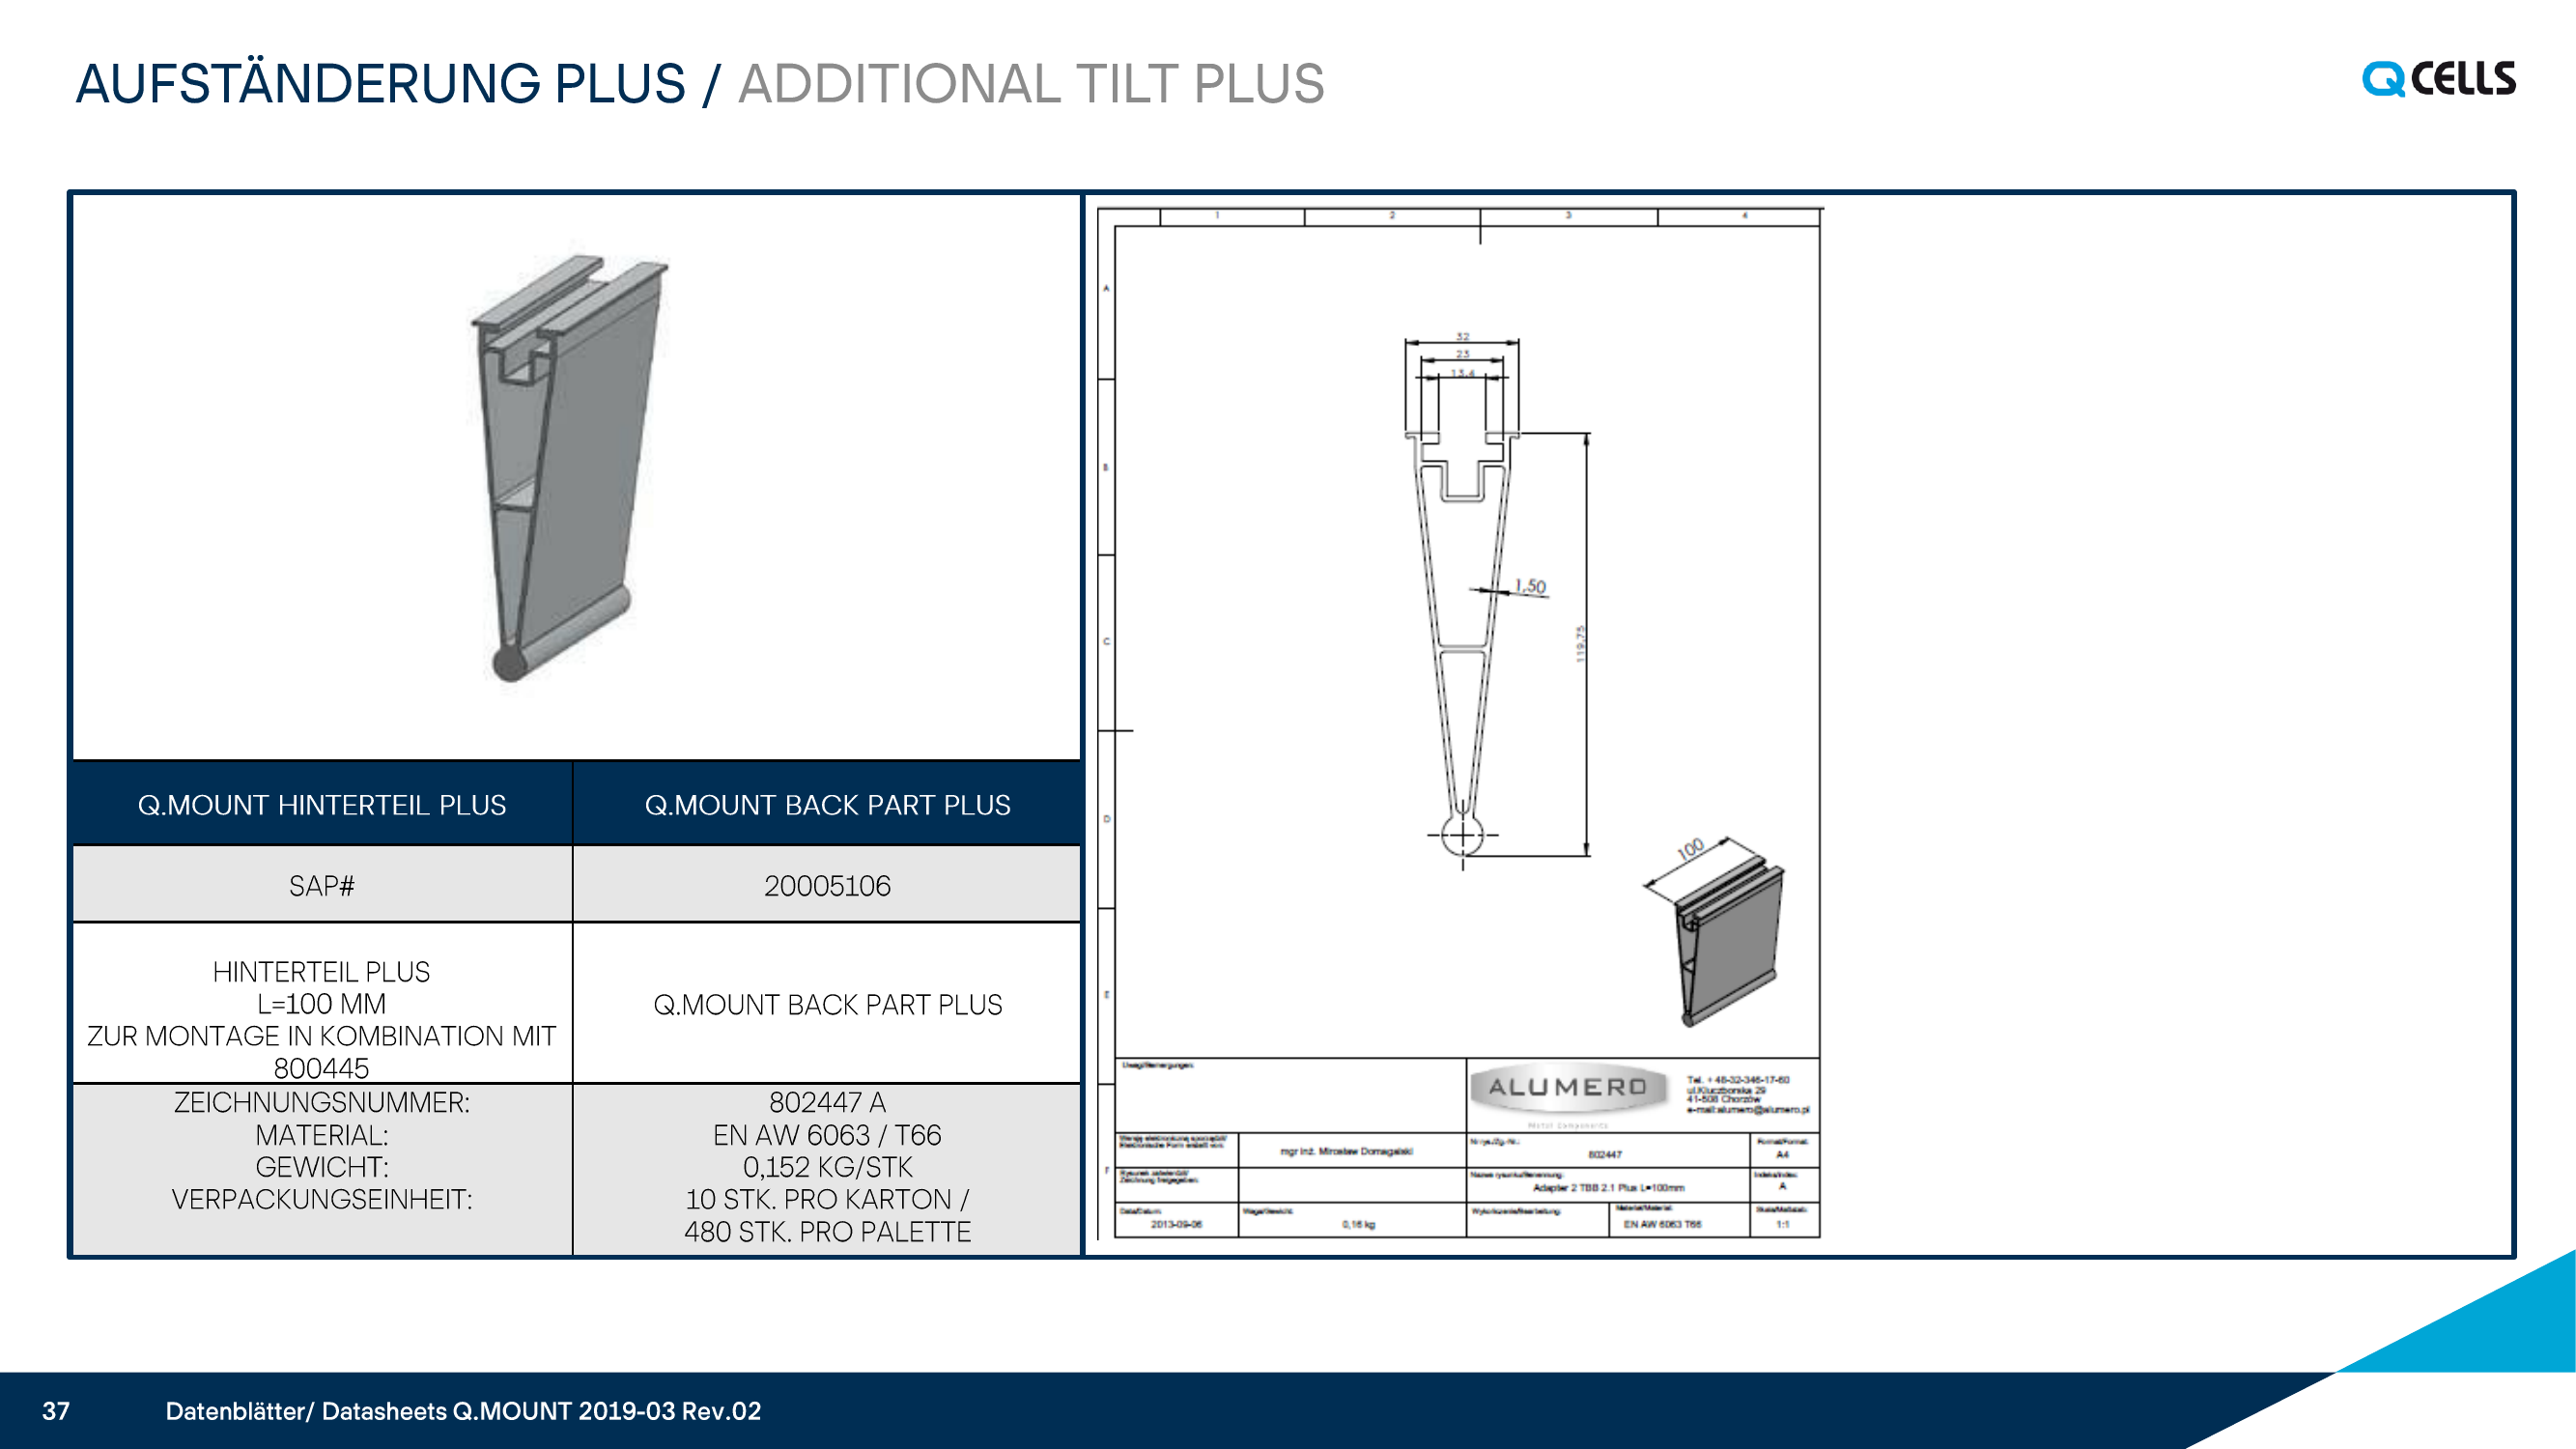 AUFSTÄNDERUNG PLUS / ADDITIONAL TILT PLUS
Q CELLS
Q.MOUNT HINTERTEIL PLUS
Q.MOUNT BACK PART PLUS
SAP#
20005106
HINTERTEIL PLUS
L=100 MM
ZUR MONTAGE IN KOMBINATION MIT
800445
Q.MOUNT BACK PART PLUS
ZEICHNUNGSNUMMER:
MATERIAL:
GEWICHT:
VERPACKUNGSEINHEIT:
802447 A
EN AW 6063 / T66
0,152 KG/STK
10 STK. PRO KARTON /
480 STK. PRO PALETTE
1 2 3 4
A
B
C
D
E
F
32
23
13,4
1,50
119,75
100
ALUMERO
Metal Components
Tel. + 48-32-346-17-60
ul.Kluczborska 29
41-508 Chorzów
e-mail:alumero@alumero.pl
mgr inż. Mirosław Domagalski
802447
Format/Format:
A4
Adapter 2 TBB 2.1 Plus L=100mm
A
2013-09-06
0,16 kg
EN AW 6063 T66
1:1
37
Datenblätter/ Datasheets Q.MOUNT 2019-03 Rev.02